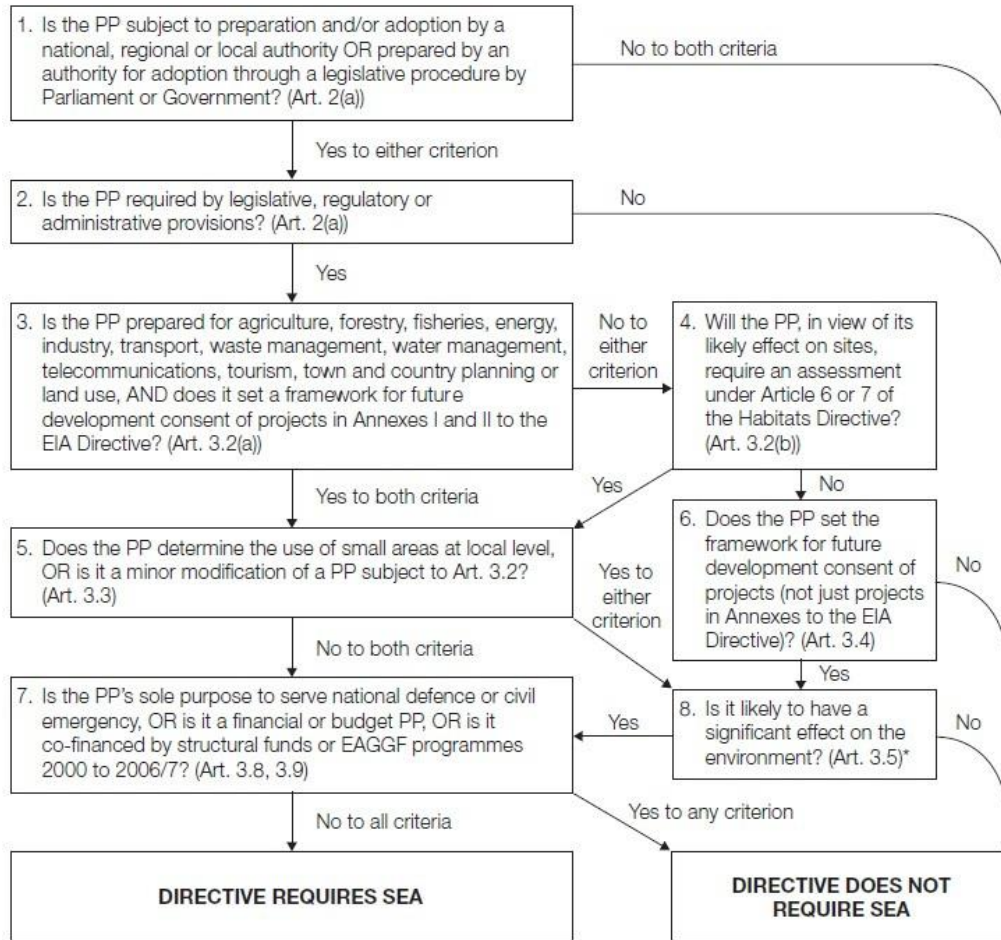 1. Is the PP subject to preparation and/or adoption by a
national, regional or local authority OR prepared by an
authority for adoption through a legislative procedure by
Parliament or Government? (Art. 2(a))
No to both criteria
Yes to either criterion
2. Is the PP required by legislative, regulatory or
administrative provisions? (Art. 2(a))
No
Yes
3. Is the PP prepared for agriculture, forestry, fisheries, energy,
industry, transport, waste management, water management,
telecommunications, tourism, town and country planning or
land use, AND does it set a framework for future
development consent of projects in Annexes I and II to the
EIA Directive? (Art. 3.2(a))
No to
either
criterion
4. Will the PP, in view of its
likely effect on sites,
require an assessment
under Article 6 or 7 of
the Habitats Directive?
(Art. 3.2(b))
Yes to both criteria
Yes
No
5. Does the PP determine the use of small areas at local level,
OR is it a minor modification of a PP subject to Art. 3.2?
(Art. 3.3)
Yes to
either
criterion
6. Does the PP set the
framework for future
development consent of
projects (not just projects
in Annexes to the EIA
Directive)? (Art. 3.4)
No
No to both criteria
Yes
7. Is the PP's sole purpose to serve national defence or civil
emergency, OR is it a financial or budget PP, OR is it
co-financed by structural funds or EAGGF programmes
2000 to 2006/7? (Art. 3.8, 3.9)
Yes
8. Is it likely to have a
significant effect on the
environment? (Art. 3.5)*
No
No to all criteria
Yes to any criterion
DIRECTIVE REQUIRES SEA
DIRECTIVE DOES NOT
REQUIRE SEA